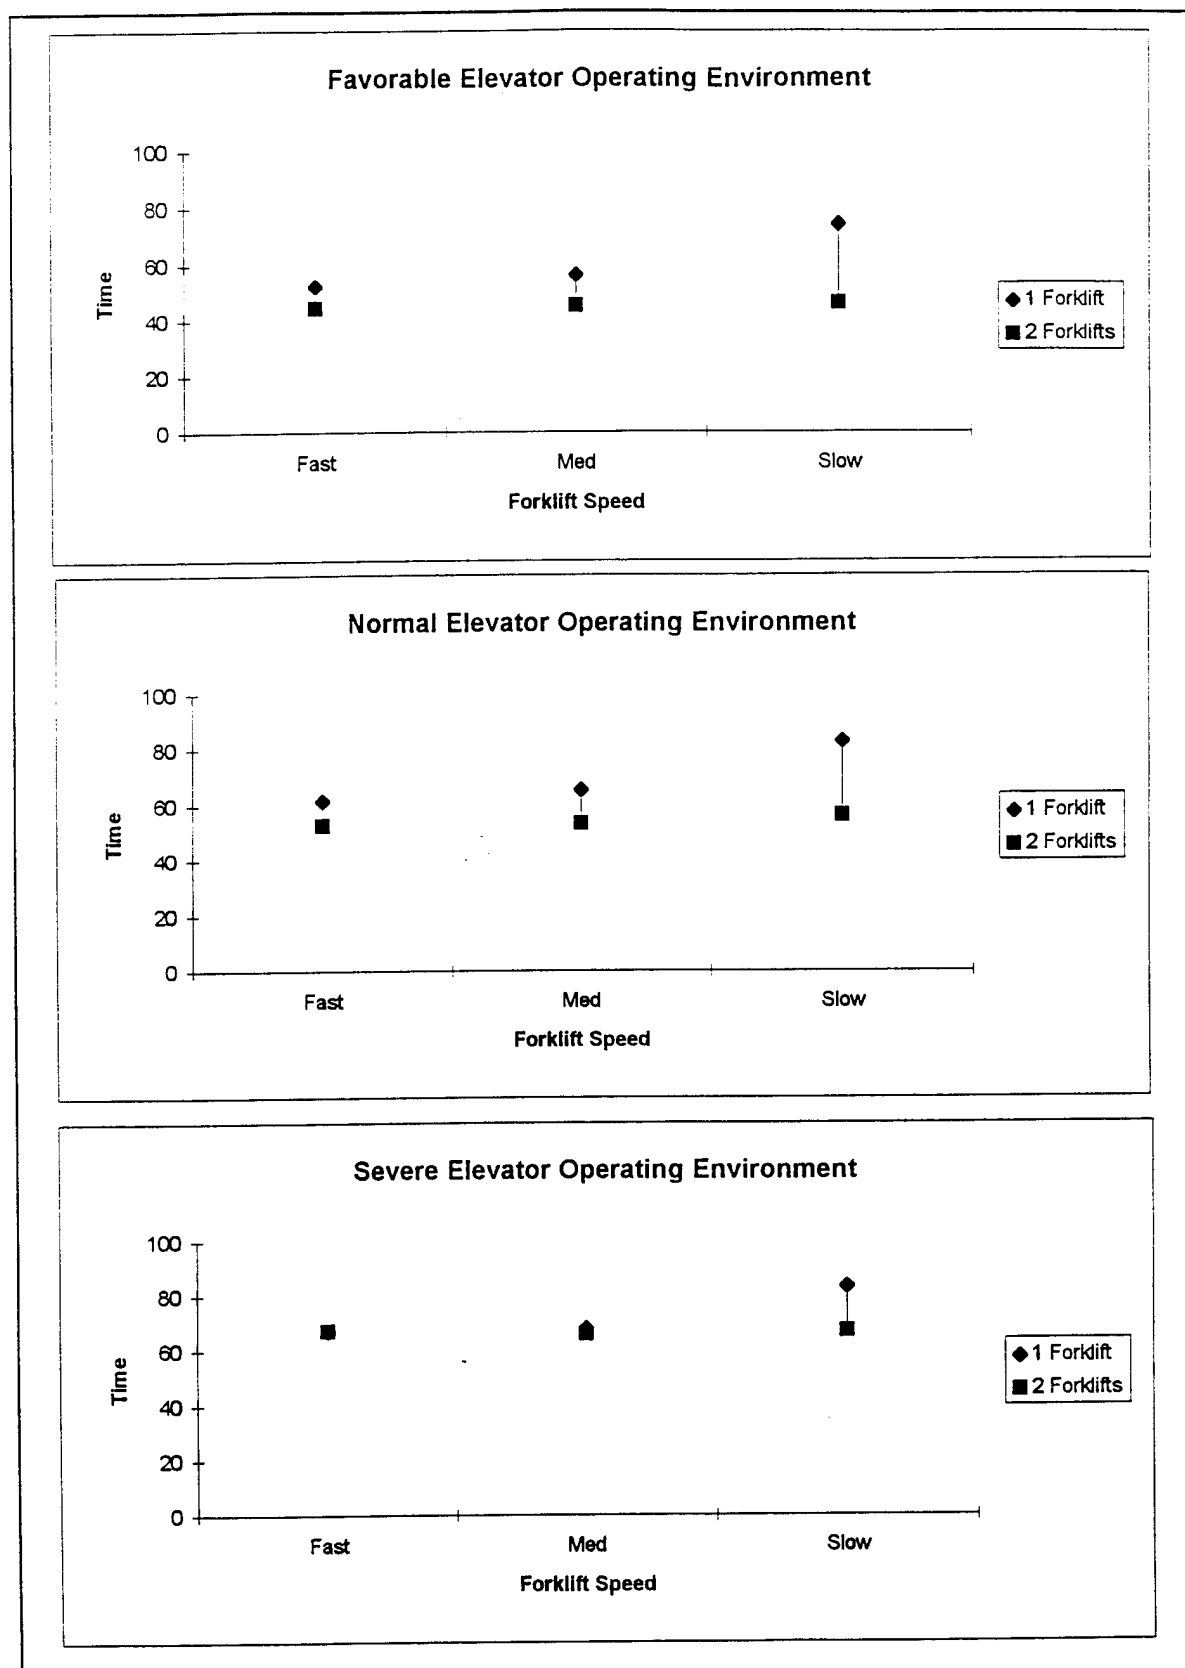 Favorable Elevator Operating Environment
100
80
60
40
20
0
Time
Fast Med Slow
Forklift Speed
1 Forklift
2 Forklifts
Normal Elevator Operating Environment
100
80
60
40
20
0
Time
Fast Med Slow
Forklift Speed
1 Forklift
2 Forklifts
Severe Elevator Operating Environment
100
80
60
40
20
0
Time
Fast Med Slow
Forklift Speed
1 Forklift
2 Forklifts